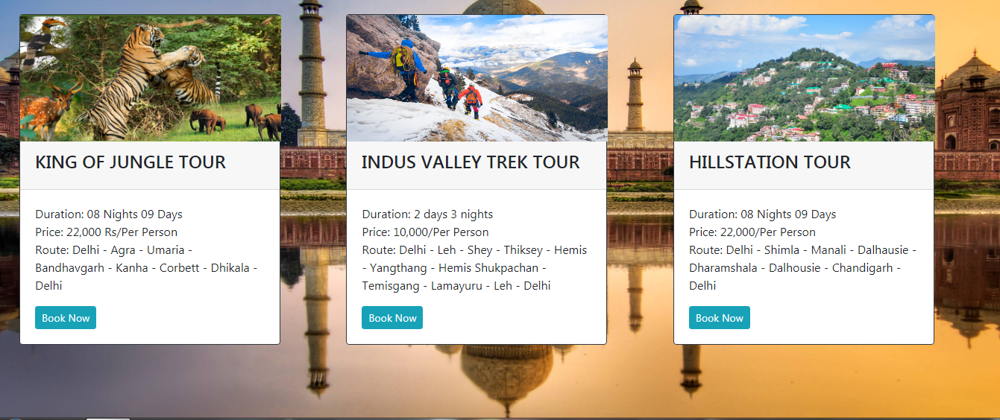 KING OF JUNGLE TOUR
Duration: 08 Nights 09 Days
Price: 22,000 Rs/Per Person
Route: Delhi - Agra - Umaria -
Bandhavgarh - Kanha - Corbett - Dhikala -
Delhi
Book Now
INDUS VALLEY TREK TOUR
Duration: 2 days 3 nights
Price: 10,000/Per Person
Route: Delhi - Leh - Shey - Thiksey - Hemis
- Yangthang - Hemis Shukpachan -
Temisgang - Lamayuru - Leh - Delhi
Book Now
HILLSTATION TOUR
Duration: 08 Nights 09 Days
Price: 22,000/Per Person
Route: Delhi - Shimla - Manali - Dalhausie -
Dharamshala - Dalhousie - Chandigarh -
Delhi
Book Now